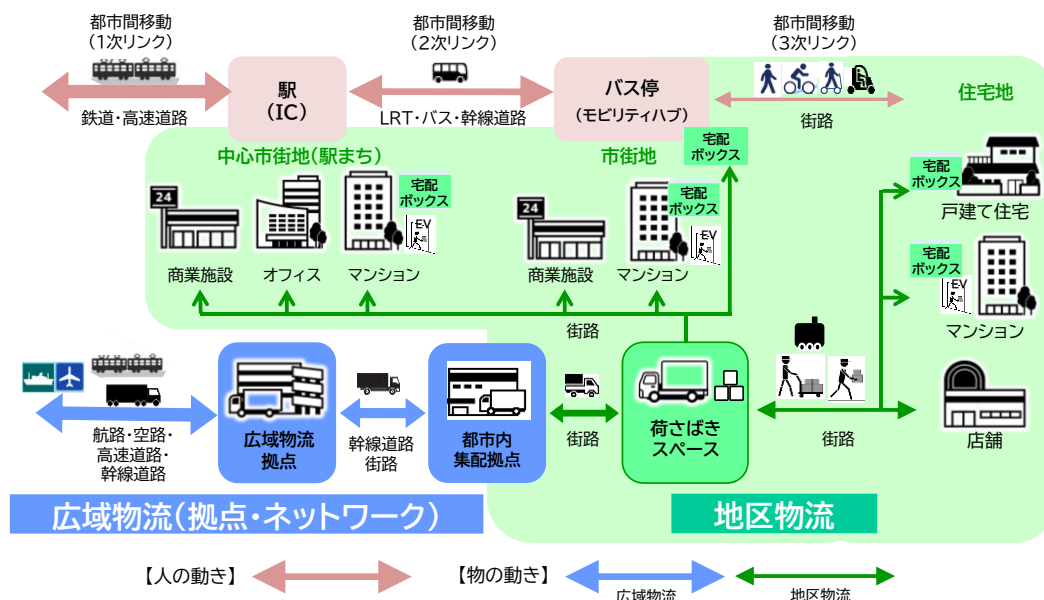 都市間移動
(1次リンク)
都市間移動
(2次リンク)
都市間移動
(3次リンク)
駅
(IC)
バス停
(モビリティハブ)
住宅地
鉄道・高速道路
LRT・バス・幹線道路
街路
中心市街地(駅まち)
市街地
宅配
ボックス
24
宅配
ボックス
EV
24
宅配
ボックス
EV
宅配
ボックス
戸建て住宅
商業施設
オフィス
マンション
商業施設
マンション
宅配
ボックス
EV
マンション
街路
航路・空路・
高速道路・
幹線道路
広域物流
拠点
幹線道路
街路
都市内
集配拠点
街路
荷さばき
スペース
街路
店舗
広域物流(拠点・ネットワーク)
地区物流
【人の動き】
【物の動き】
広域物流
地区物流